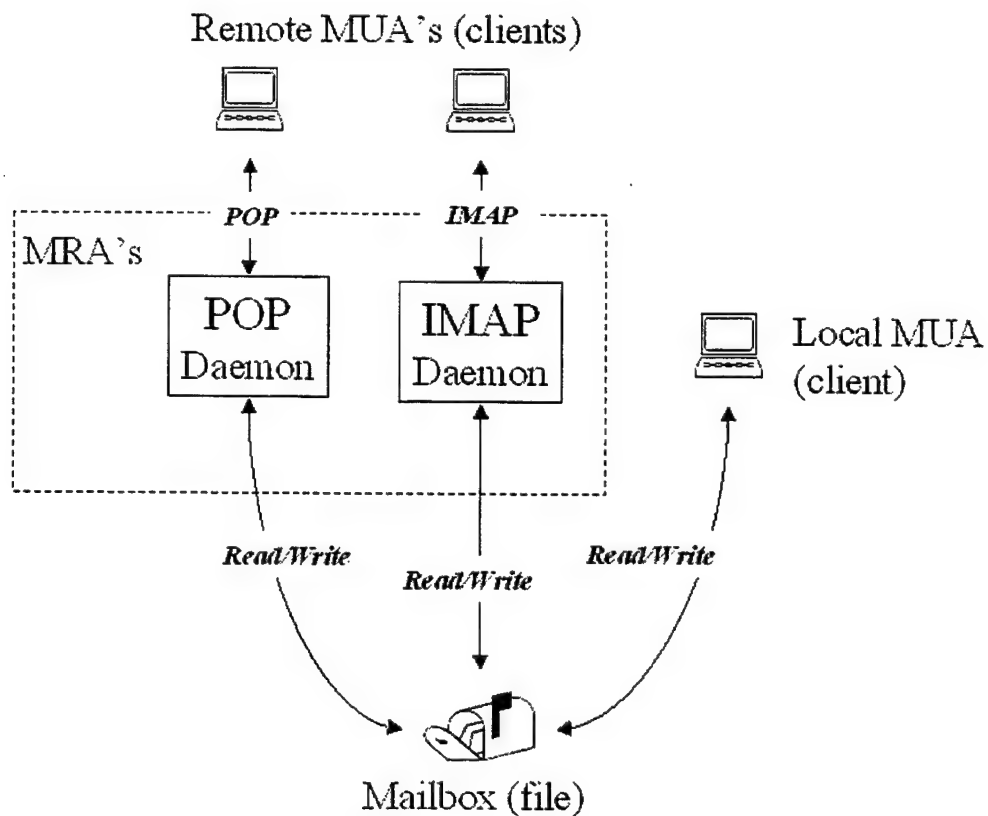 Remote MUA's (clients)
POP
IMAP
MRA's
POP
Daemon
IMAP
Daemon
Local MUA
(client)
Read/Write
Read/Write
Read/Write
Mailbox (file)